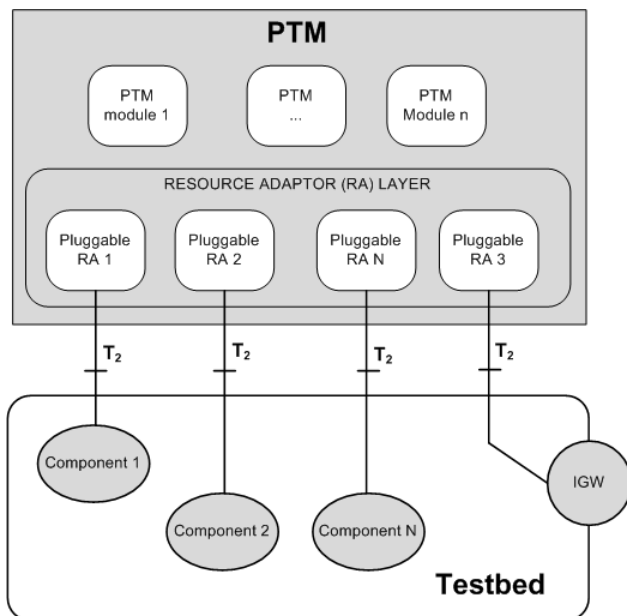 PTM
PTM
module 1
PTM
...
PTM
Module n
RESOURCE ADAPTOR (RA) LAYER
Pluggable
RA 1
Pluggable
RA 2
Pluggable
RA N
Pluggable
RA 3
T₂
T₂
T₂
T₂
Component 1
IGW
Component 2
Component N
Testbed